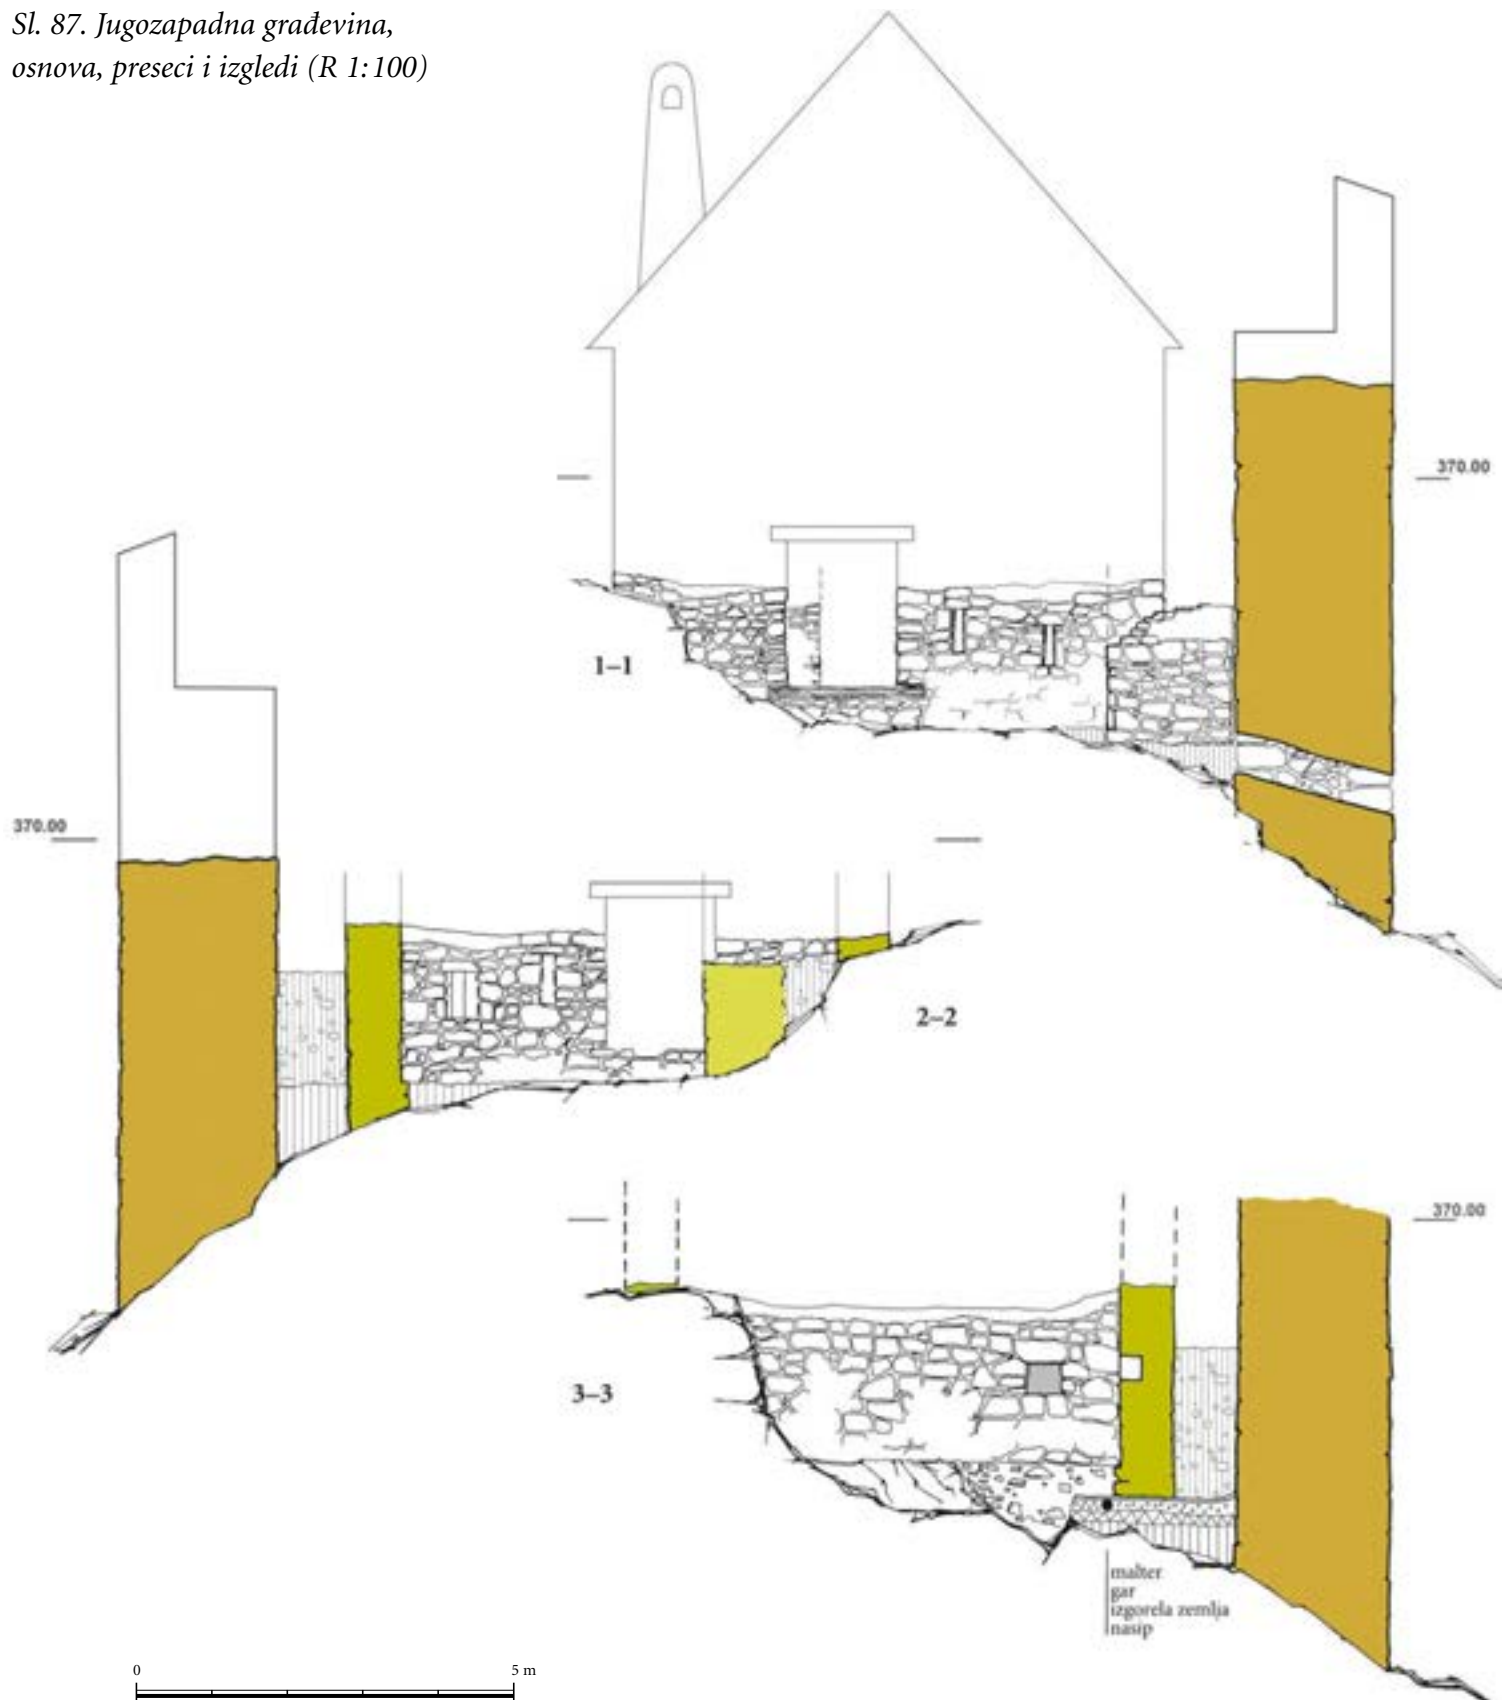 Sl. 87. Jugozapadna građevina,
osnova, preseci i izgledi (R 1:100)
370.00
1–1
370.00
2–2
370.00
3–3
malter
gar
izgorela zemlja
nasip
0 5 m